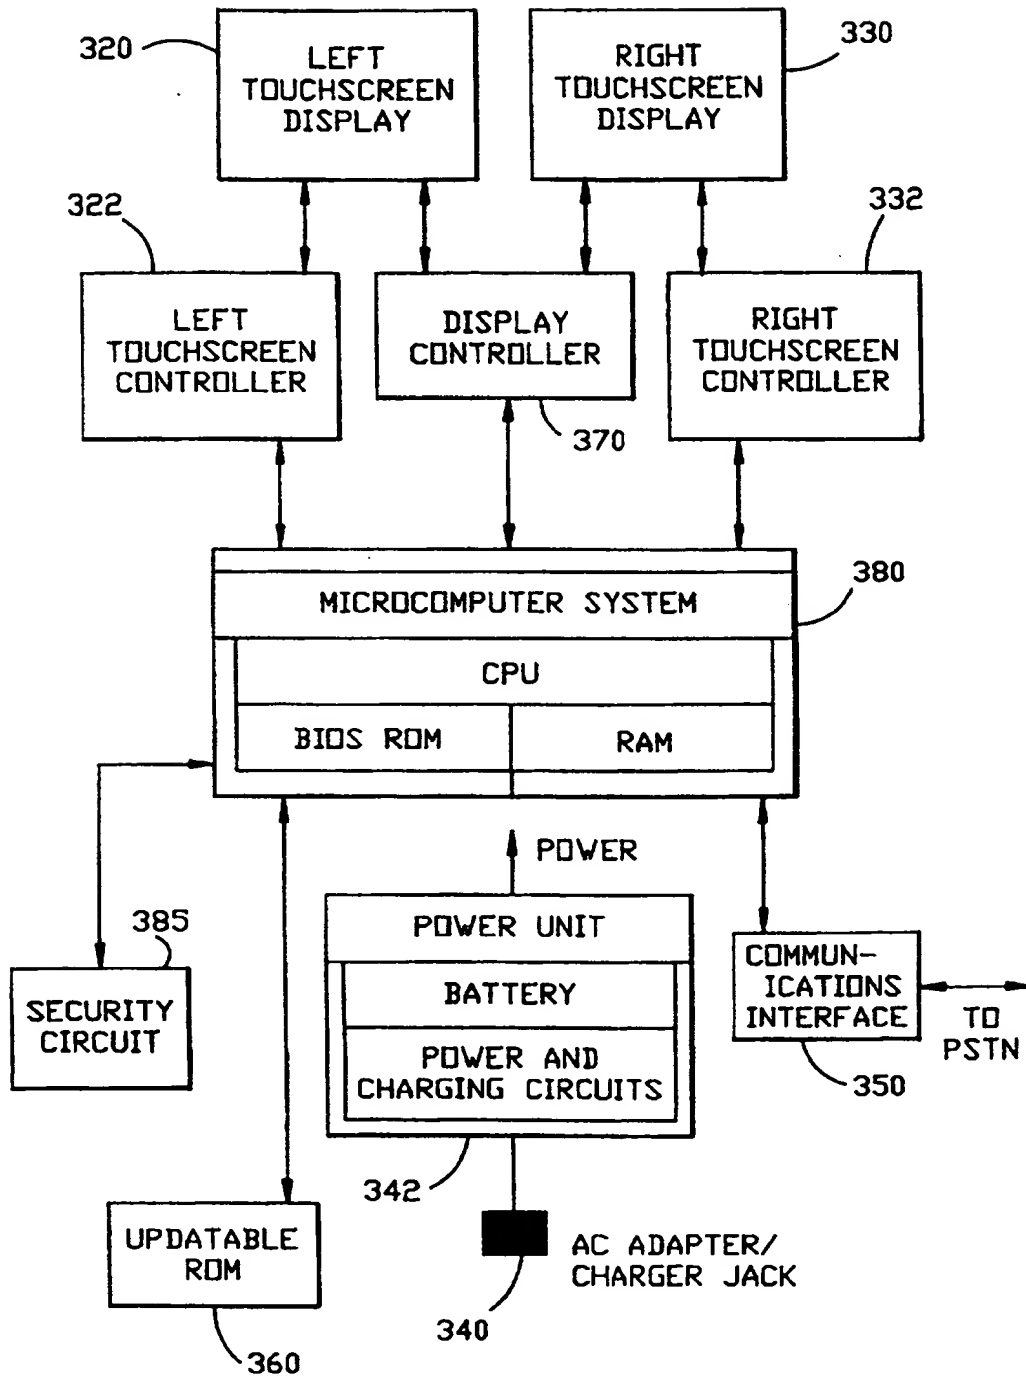 320
LEFT
TOUCHSCREEN
DISPLAY
RIGHT
TOUCHSCREEN
DISPLAY
330
322
LEFT
TOUCHSCREEN
CONTROLLER
DISPLAY
CONTROLLER
370
332
RIGHT
TOUCHSCREEN
CONTROLLER
380
MICROCOMPUTER SYSTEM
CPU
BIOS ROM
RAM
POWER
385
SECURITY
CIRCUIT
POWER UNIT
BATTERY
POWER AND
CHARGING CIRCUITS
342
COMMUN-
ICATIONS
INTERFACE
350
TO
PSTN
UPDATABLE
ROM
360
AC ADAPTER/
CHARGER JACK
340